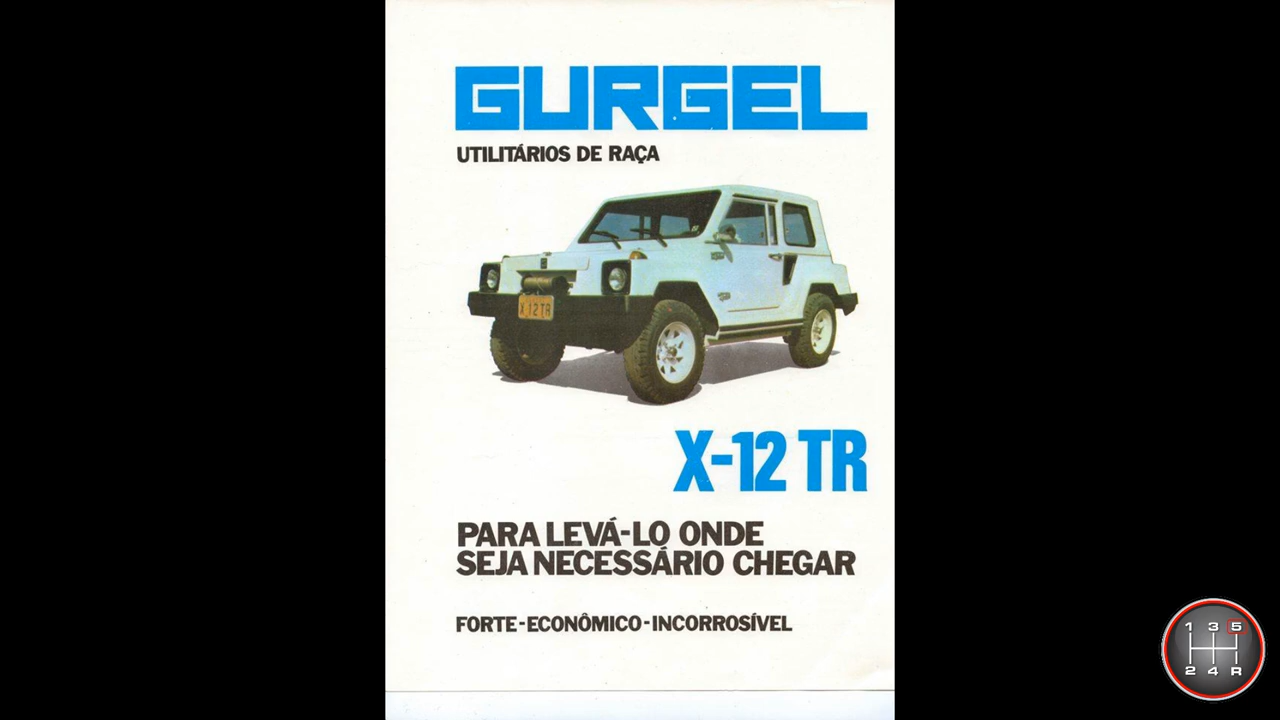 GURGEL
UTILITÁRIOS DE RAÇA
X 12 TR
X-12 TR
PARA LEVÁ-LO ONDE
SEJA NECESSÁRIO CHEGAR
FORTE-ECONÔMICO-INCORROSÍVEL
1 3 5
2 4 R